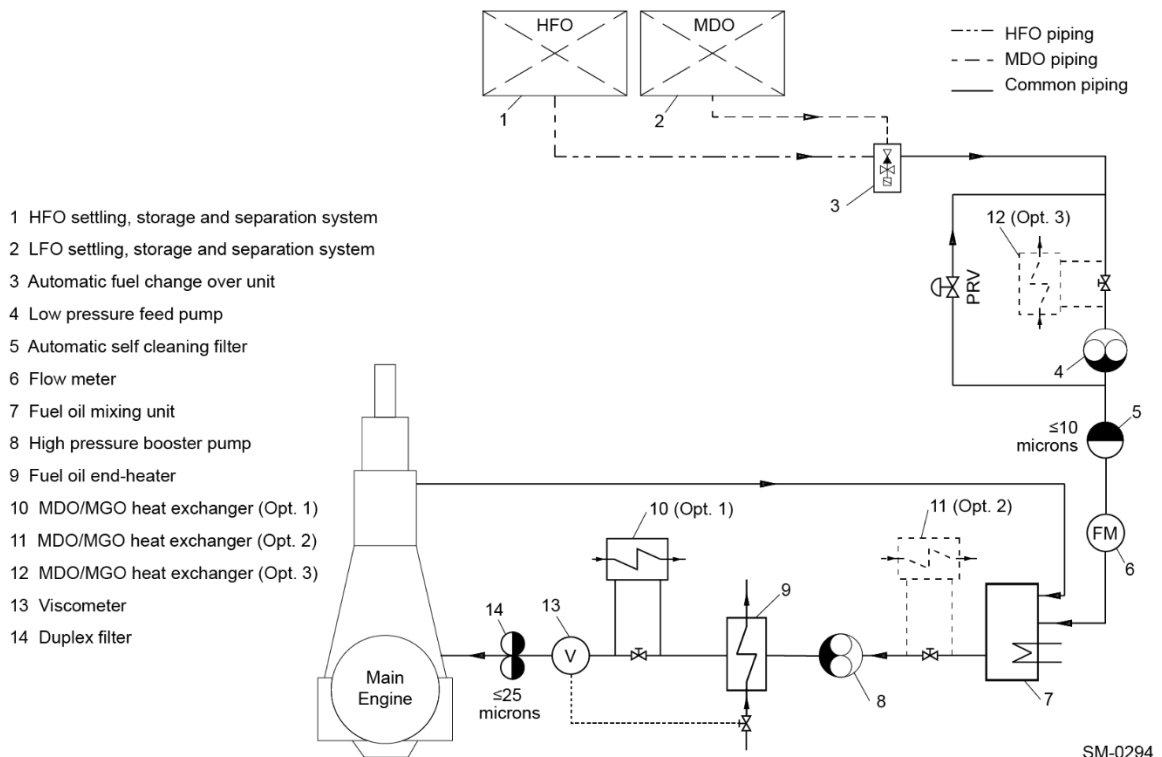 HFO
MDO
HFO piping
MDO piping
Common piping
1
2
3
12 (Opt. 3)
PRV
4
1 HFO settling, storage and separation system
2 LFO settling, storage and separation system
3 Automatic fuel change over unit
4 Low pressure feed pump
5 Automatic self cleaning filter
6 Flow meter
7 Fuel oil mixing unit
8 High pressure booster pump
9 Fuel oil end-heater
10 MDO/MGO heat exchanger (Opt. 1)
11 MDO/MGO heat exchanger (Opt. 2)
12 MDO/MGO heat exchanger (Opt. 3)
13 Viscometer
14 Duplex filter
5
≤10
microns
FM
6
10 (Opt. 1)
11 (Opt. 2)
9
13
14
V
Main
Engine
≤25
microns
8
7
SM-0294